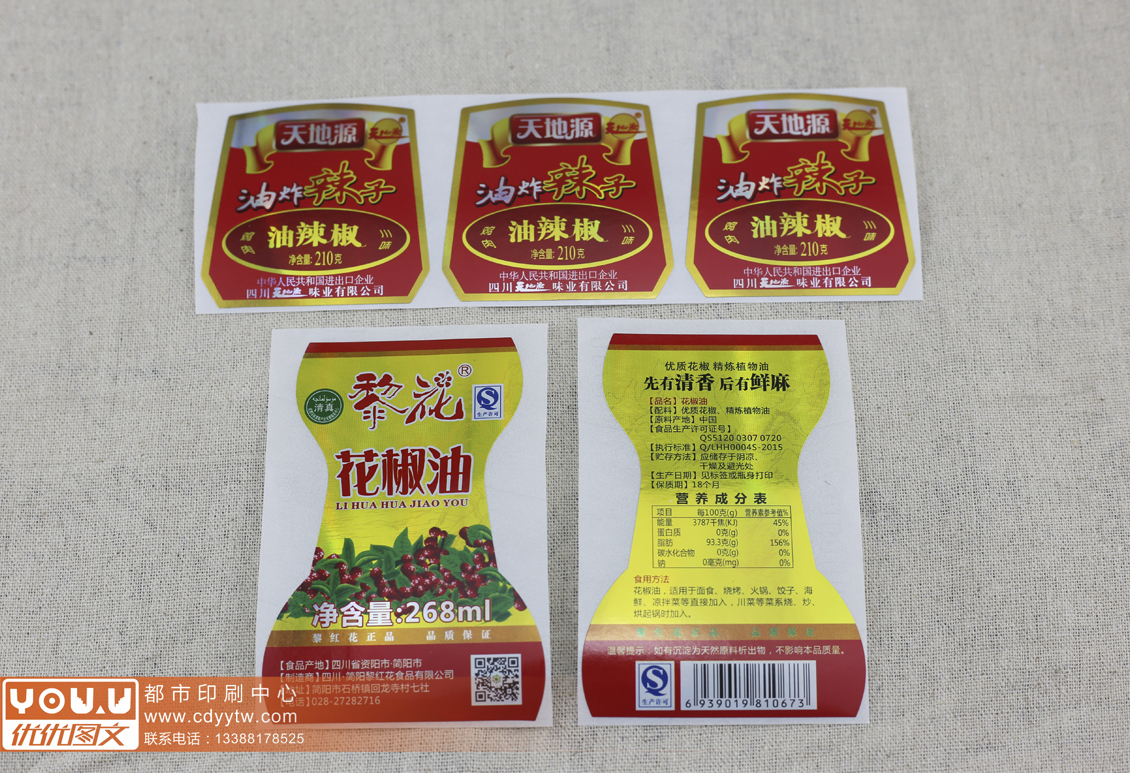 天地源
油炸辣子
鸡肉 油辣椒 川味
净含量:210克
中华人民共和国进出口企业
四川天地源味业有限公司
天地源
油炸辣子
鸡肉 油辣椒 川味
净含量:210克
中华人民共和国进出口企业
四川天地源味业有限公司
天地源
油炸辣子
鸡肉 油辣椒 川味
净含量:210克
中华人民共和国进出口企业
四川天地源味业有限公司
清真
黎花®
生产许可
花椒油
LI HUA HUA JIAO YOU
净含量:268ml
黎红花正品 品质保证
【食品产地】四川省资阳市·简阳市
【制造商】四川·简阳黎红花食品有限公司
【地址】简阳市石桥镇回龙寺村七社
【电话】028-27282716
优质花椒 精炼植物油
先有清香 后有鲜麻
【品名】花椒油
【配料】优质花椒、精炼植物油
【原料产地】中国
【食品生产许可证号】
QS5120 0307 0720
【执行标准】Q/LHH0004S-2015
【贮存方法】应储存于阴凉、
干燥及避光处
【生产日期】见标签或瓶身打印
【保质期】18个月
营养成分表
项目 每100克(g) 营养素参考值%
能量 3787千焦(KJ) 45%
蛋白质 0克(g) 0%
脂肪 93.3克(g) 156%
碳水化合物 0克(g) 0%
钠 0毫克(mg) 0%
食用方法
花椒油，适用于面食、烧烤、火锅、饺子、海
鲜、凉拌菜等直接加入，川菜等菜系烧、炒、
烘起锅时加入。
温馨提示：如有沉淀为天然原料析出物，不影响本品质量。
生产许可
6 939019 810673
YOU.U
优优图文
都市印刷中心
www.cdyytw.com
联系电话：13388178525